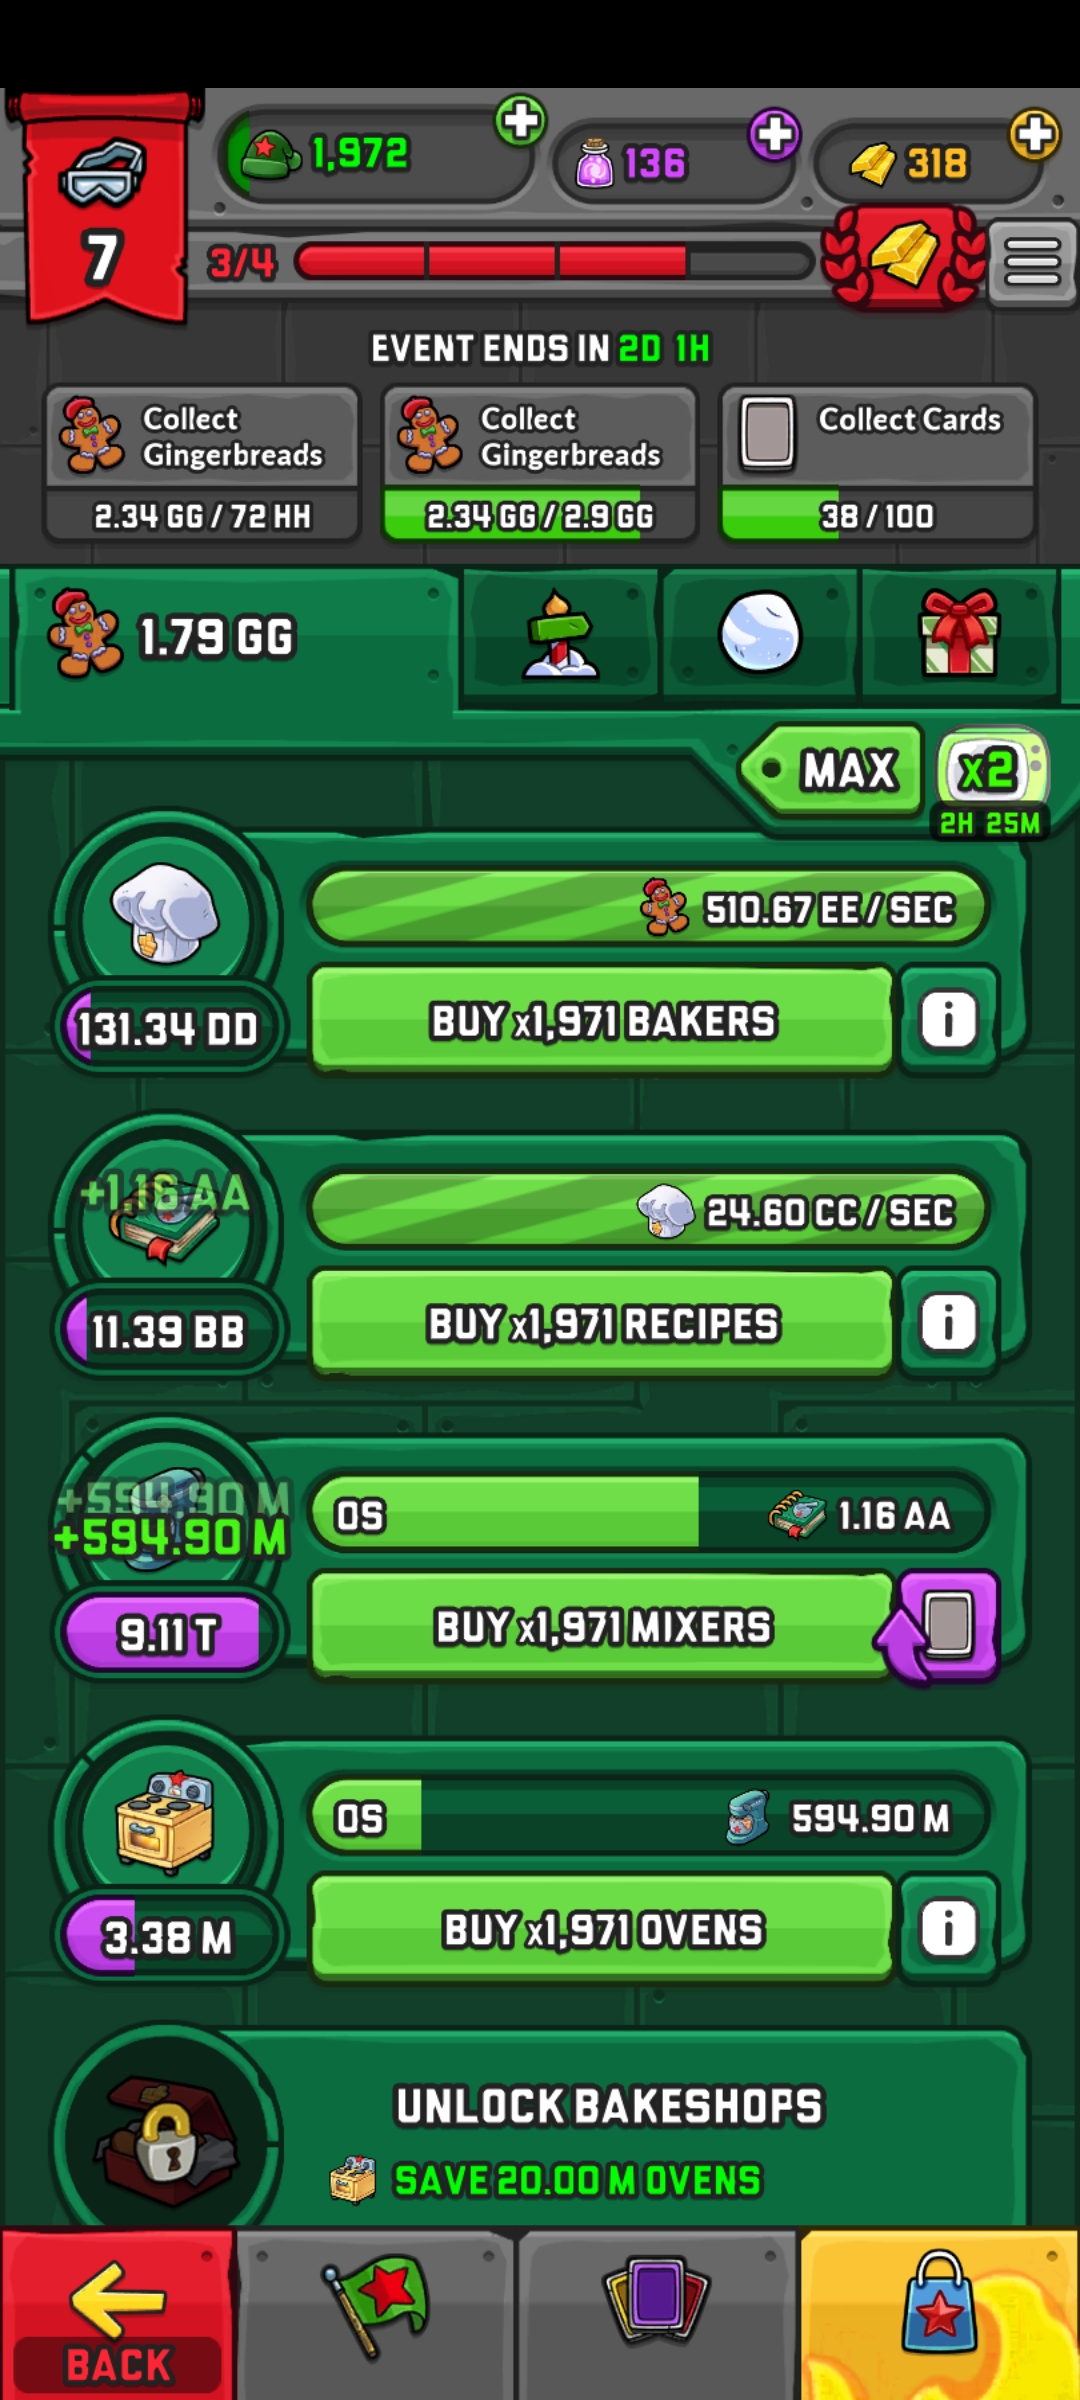 1,972
136
318
7
3/4
EVENT ENDS IN 2D 1H
Collect
Gingerbreads
2.34 GG / 72 HH
Collect
Gingerbreads
2.34 GG / 2.9 GG
Collect Cards
38 / 100
1.79 GG
MAX
x2
2H 25M
510.67 EE / SEC
131.34 DD
BUY x1,971 BAKERS
i
+1.16 AA
24.60 CC / SEC
11.39 BB
BUY x1,971 RECIPES
i
+594.90 M
+594.90 M
0S
1.16 AA
9.11 T
BUY x1,971 MIXERS
0S
594.90 M
3.38 M
BUY x1,971 OVENS
i
UNLOCK BAKESHOPS
SAVE 20.00 M OVENS
BACK